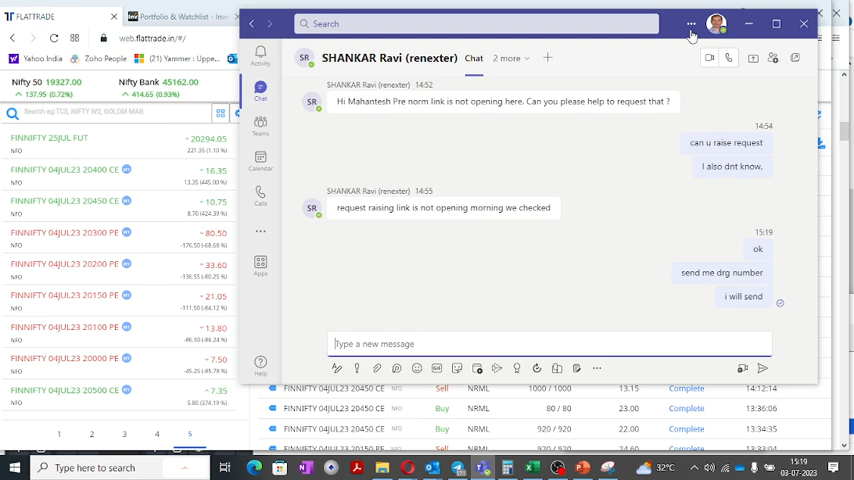 FLATTRADE
Portfolio & Watchlist - Inv
web.flattrade.in/#/
Yahoo India
Zoho People
(21) (Yammer : Uppe...
Nifty 50 19327.00
137.95 (0.72%)
Nifty Bank 45162.00
414.65 (0.93%)
Search eg:TCS, NIFTY W2, GOLDM MAR
FINNIFTY 25JUL FUT
20294.05
NFO
221.35 (1.10 %)
FINNIFTY 04JUL23 20400 CE
16.35
NFO
13.35 (445.00 %)
FINNIFTY 04JUL23 20450 CE
10.75
NFO
8.70 (424.39 %)
FINNIFTY 04JUL23 20300 PE
80.50
NFO
-176.50 (-68.68 %)
FINNIFTY 04JUL23 20200 PE
33.60
NFO
-136.55 (-80.25 %)
FINNIFTY 04JUL23 20150 PE
21.05
NFO
-111.50 (-84.12 %)
FINNIFTY 04JUL23 20100 PE
13.80
NFO
-86.50 (-86.24 %)
FINNIFTY 04JUL23 20000 PE
7.50
NFO
-45.25 (-85.78 %)
FINNIFTY 04JUL23 20500 CE
7.35
NFO
5.80 (374.19 %)
1 2 3 4 5
Search
Activity
Chat
Teams
Calendar
Calls
Apps
Help
SR
SHANKAR Ravi (renexter)
Chat
2 more
SHANKAR Ravi (renexter) 14:52
SR
Hi Mahantesh Pre norm link is not opening here. Can you please help to request that ?
14:54
can u raise request
I also dnt know.
SHANKAR Ravi (renexter) 14:55
SR
request raising link is not opening morning we checked
15:19
ok
send me drg number
i will send
Type a new message
GIF
FINNIFTY 04JUL23 20450 CE NFO Sell NRML 1000 / 1000 13.15 Complete 14:12:14
FINNIFTY 04JUL23 20450 CE NFO Buy NRML 80 / 80 23.00 Complete 13:36:06
FINNIFTY 04JUL23 20450 CE NFO Buy NRML 920 / 920 22.00 Complete 13:34:35
Type here to search
32°C
15:19
03-07-2023